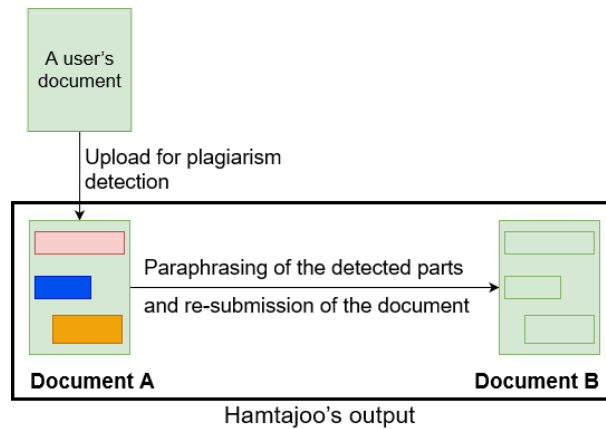 A user's
document
Upload for plagiarism
detection
Paraphrasing of the detected parts
and re-submission of the document
Document A
Document B
Hamtajoo's output